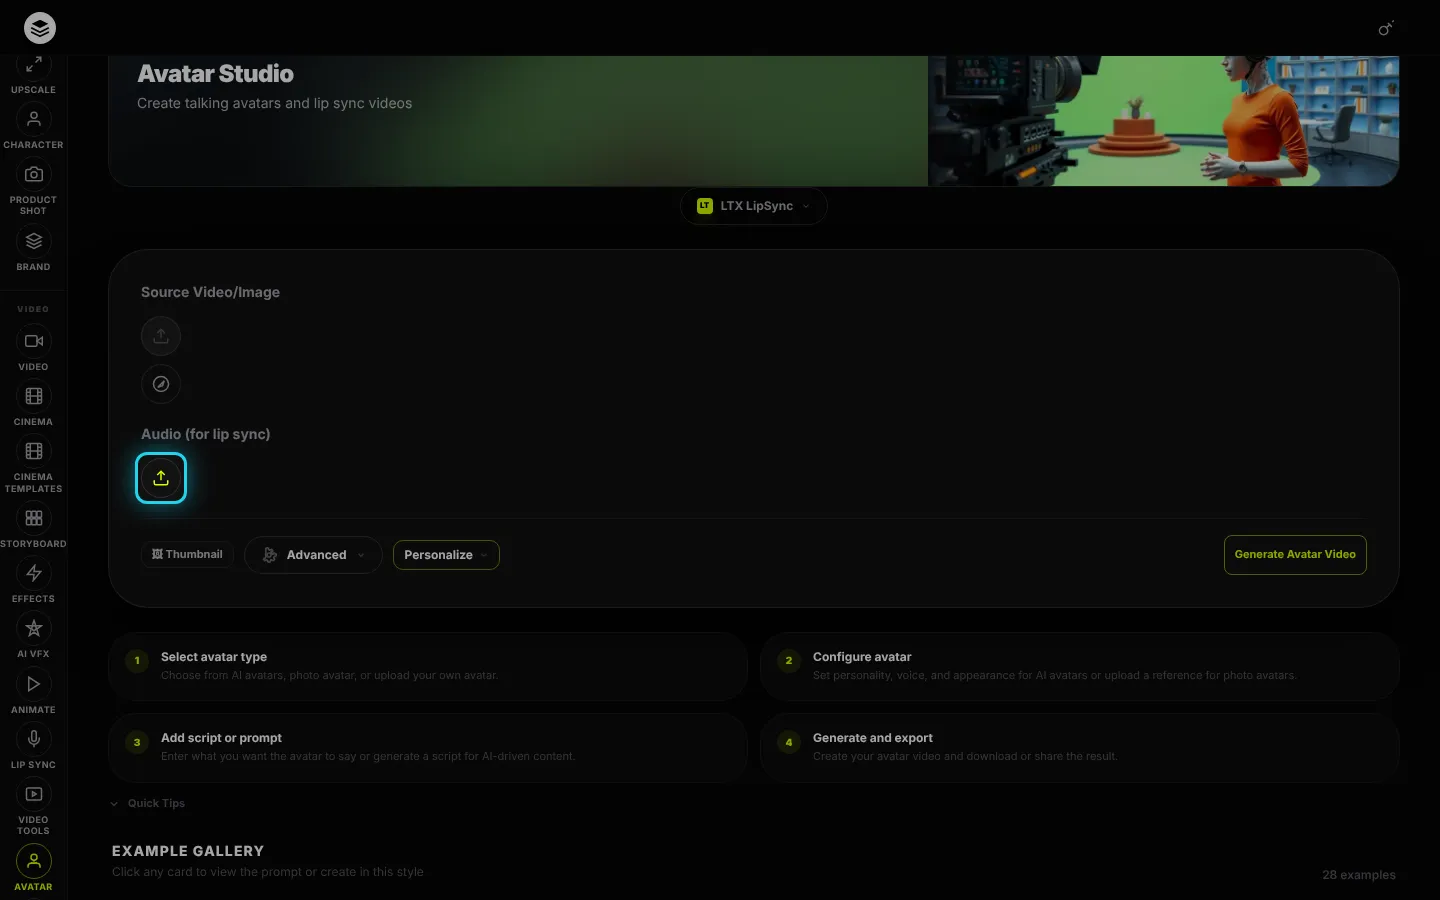 UPSCALE
CHARACTER
PRODUCT
SHOT
BRAND
VIDEO
VIDEO
CINEMA
CINEMA
TEMPLATES
STORYBOARD
EFFECTS
AI VFX
ANIMATE
LIP SYNC
VIDEO
TOOLS
AVATAR
Avatar Studio
Create talking avatars and lip sync videos
LT LTX LipSync
Source Video/Image
Audio (for lip sync)
Thumbnail
Advanced
Personalize
Generate Avatar Video
1 Select avatar type
Choose from AI avatars, photo avatar, or upload your own avatar.
2 Configure avatar
Set personality, voice, and appearance for AI avatars or upload a reference for photo avatars.
3 Add script or prompt
Enter what you want the avatar to say or generate a script for AI-driven content.
4 Generate and export
Create your avatar video and download or share the result.
Quick Tips
EXAMPLE GALLERY
Click any card to view the prompt or create in this style
28 examples